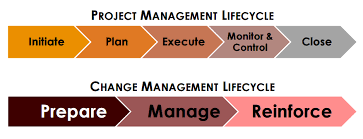 PROJECT MANAGEMENT LIFECYCLE
Initiate Plan Execute Monitor & Control Close
CHANGE MANAGEMENT LIFECYCLE
Prepare Manage Reinforce